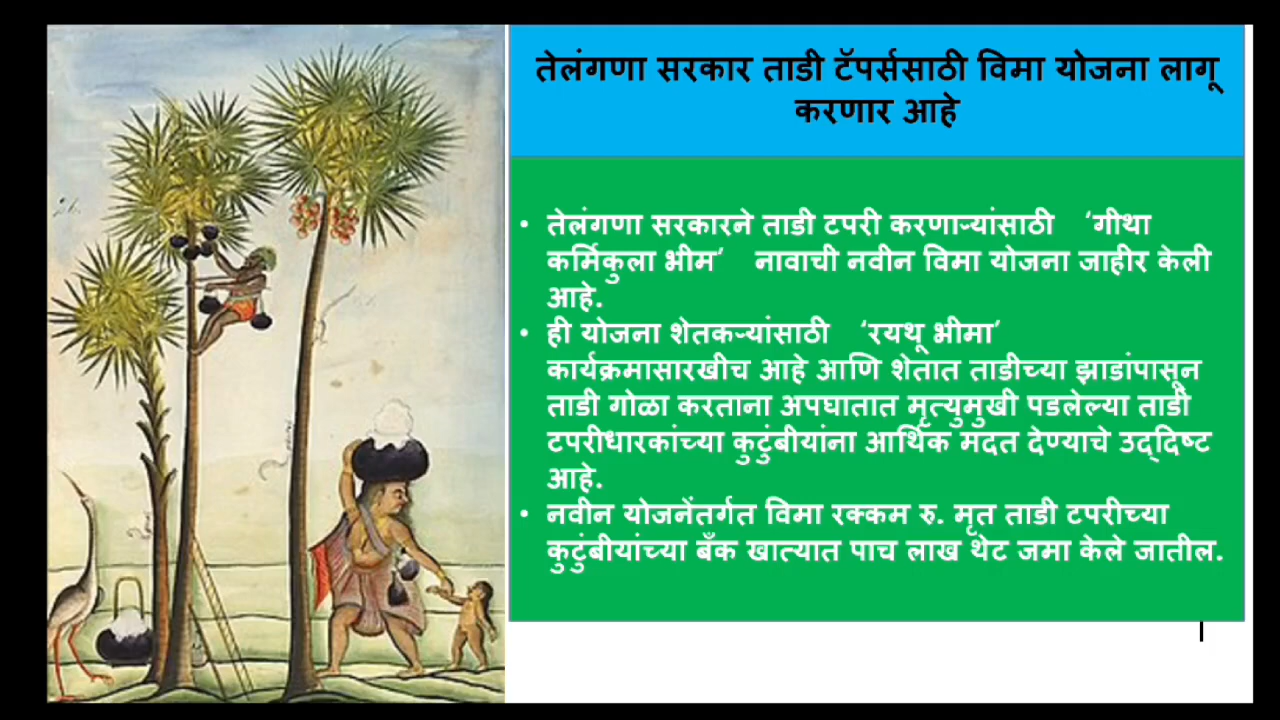 तेलंगणा सरकार ताडी टॅपर्ससाठी विमा योजना लागू
करणार आहे
• तेलंगणा सरकारने ताडी टपरी करणाऱ्यांसाठी ‘गीथा
कर्मिकुला भीम’ नावाची नवीन विमा योजना जाहीर केली
आहे.
• ही योजना शेतकऱ्यांसाठी ‘रयथू भीमा’
कार्यक्रमासारखीच आहे आणि शेतात ताडीच्या झाडांपासून
ताडी गोळा करताना अपघातात मृत्युमुखी पडलेल्या ताडी
टपरीधारकांच्या कुटुंबीयांना आर्थिक मदत देण्याचे उद्दिष्ट
आहे.
• नवीन योजनेंतर्गत विमा रक्कम रु. मृत ताडी टपरीच्या
कुटुंबीयांच्या बँक खात्यात पाच लाख थेट जमा केले जातील.